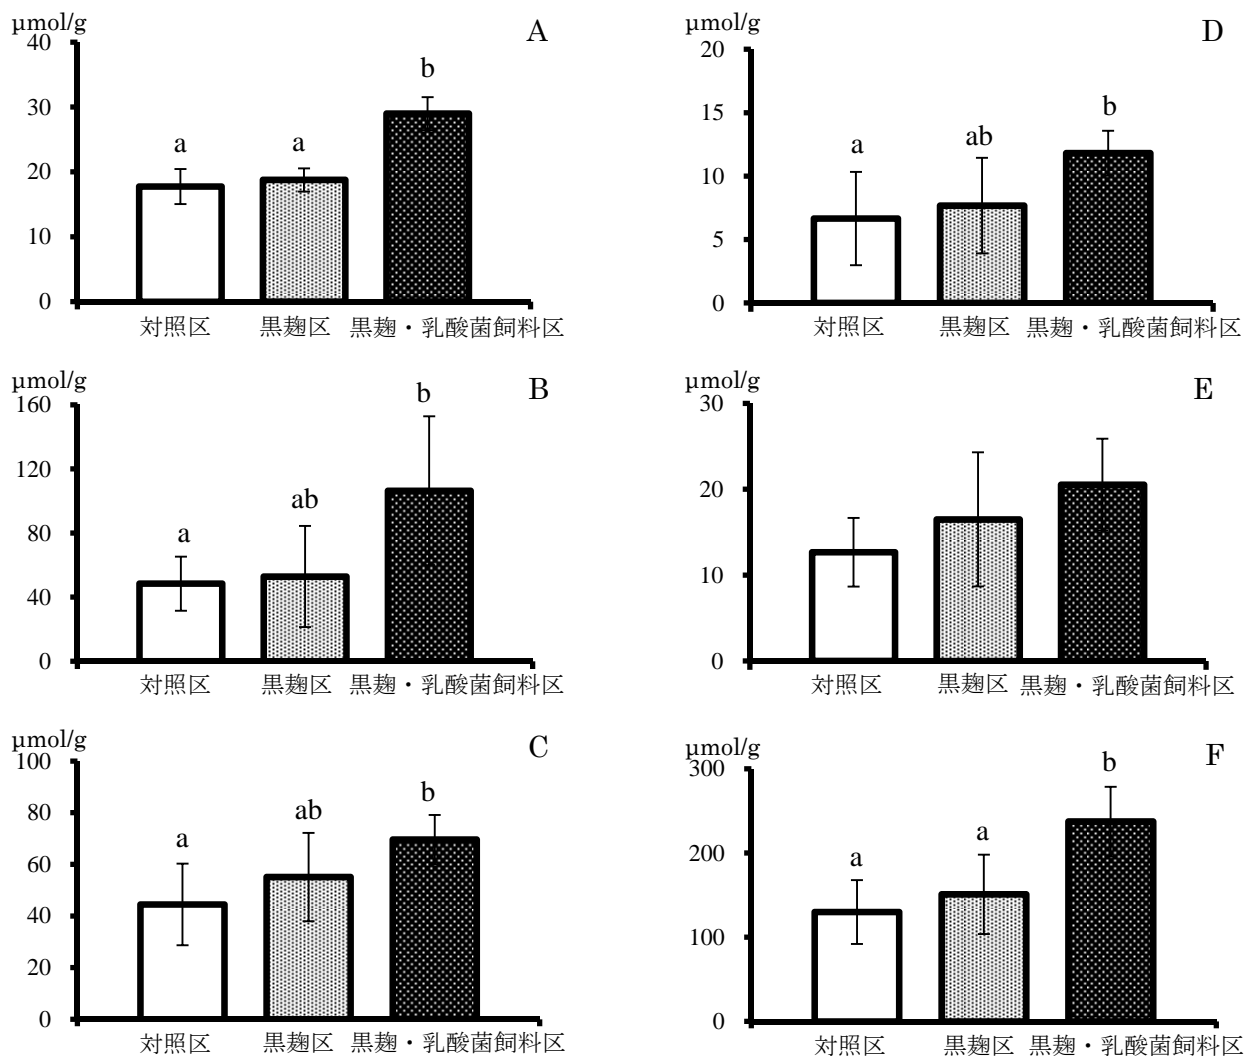 µmol/g
A
40
30
20
10
0
a
a
b
対照区
黒麹区
黒麹・乳酸菌飼料区
µmol/g
B
160
120
80
40
0
a
ab
b
対照区
黒麹区
黒麹・乳酸菌飼料区
µmol/g
C
100
80
60
40
20
0
a
ab
b
対照区
黒麹区
黒麹・乳酸菌飼料区
µmol/g
D
20
15
10
5
0
a
ab
b
対照区
黒麹区
黒麹・乳酸菌飼料区
µmol/g
E
30
20
10
0
対照区
黒麹区
黒麹・乳酸菌飼料区
µmol/g
F
300
200
100
0
a
a
b
対照区
黒麹区
黒麹・乳酸菌飼料区